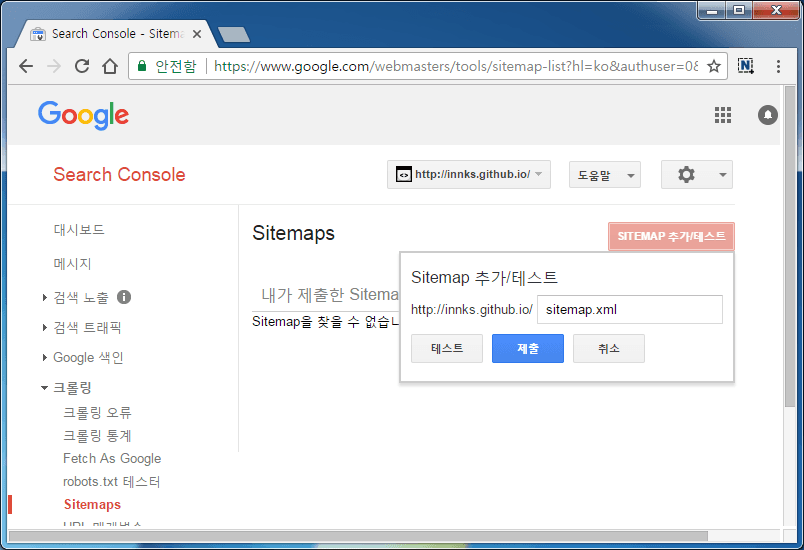 Search Console - Sitema
안전함
https://www.google.com/webmasters/tools/sitemap-list?hl=ko&authuser=0&
Google
Search Console
http://innks.github.io/
도움말
대시보드
메시지
검색 노출
검색 트래픽
Google 색인
크롤링
크롤링 오류
크롤링 통계
Fetch As Google
robots.txt 테스터
Sitemaps
Sitemaps
SITEMAP 추가/테스트
내가 제출한 Sitema
Sitemap을 찾을 수 없습니
Sitemap 추가/테스트
http://innks.github.io/ sitemap.xml
테스트
제출
취소